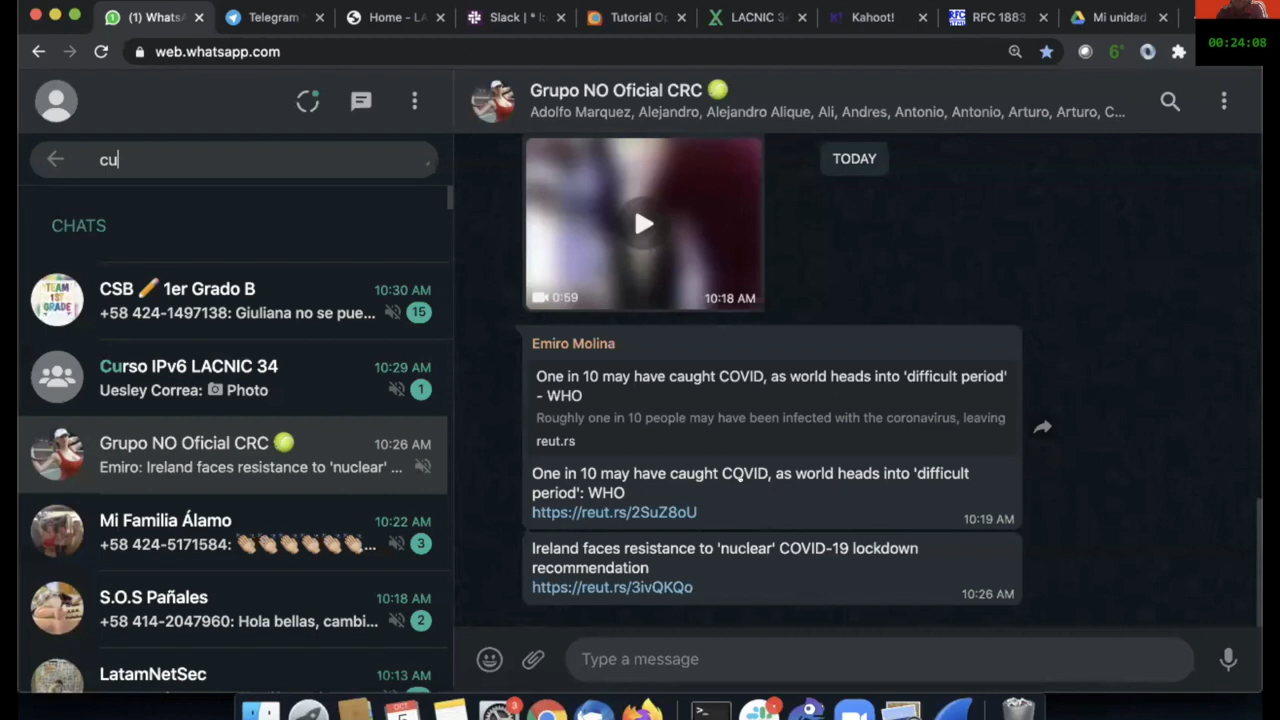 (1) Whats
Telegram
Home - LA
Slack | * I
Tutorial Op
LACNIC 34
Kahoot!
RFC 1883
Mi unidad
00:24:08
web.whatsapp.com
6°
Grupo NO Oficial CRC
Adolfo Marquez, Alejandro, Alejandro Alique, Ali, Andres, Antonio, Antonio, Arturo, Arturo, C...
cu
CHATS
CSB 1er Grado B
10:30 AM
+58 424-1497138: Giuliana no se pue...
15
Curso IPv6 LACNIC 34
10:29 AM
Uesley Correa: Photo
1
Grupo NO Oficial CRC
10:26 AM
Emiro: Ireland faces resistance to 'nuclear' ...
Mi Familia Álamo
10:22 AM
+58 424-5171584: ...
3
S.O.S Pañales
10:18 AM
+58 414-2047960: Hola bellas, cambi...
2
LatamNetSec
10:13 AM
TODAY
0:59
10:18 AM
Emiro Molina
One in 10 may have caught COVID, as world heads into 'difficult period'
- WHO
Roughly one in 10 people may have been infected with the coronavirus, leaving
reut.rs
One in 10 may have caught COVID, as world heads into 'difficult
period': WHO
https://reut.rs/2SuZ8oU
10:19 AM
Ireland faces resistance to 'nuclear' COVID-19 lockdown
recommendation
https://reut.rs/3ivQKQo
10:26 AM
Type a message
TEAM
1ST
GRADE
OCT
5
3